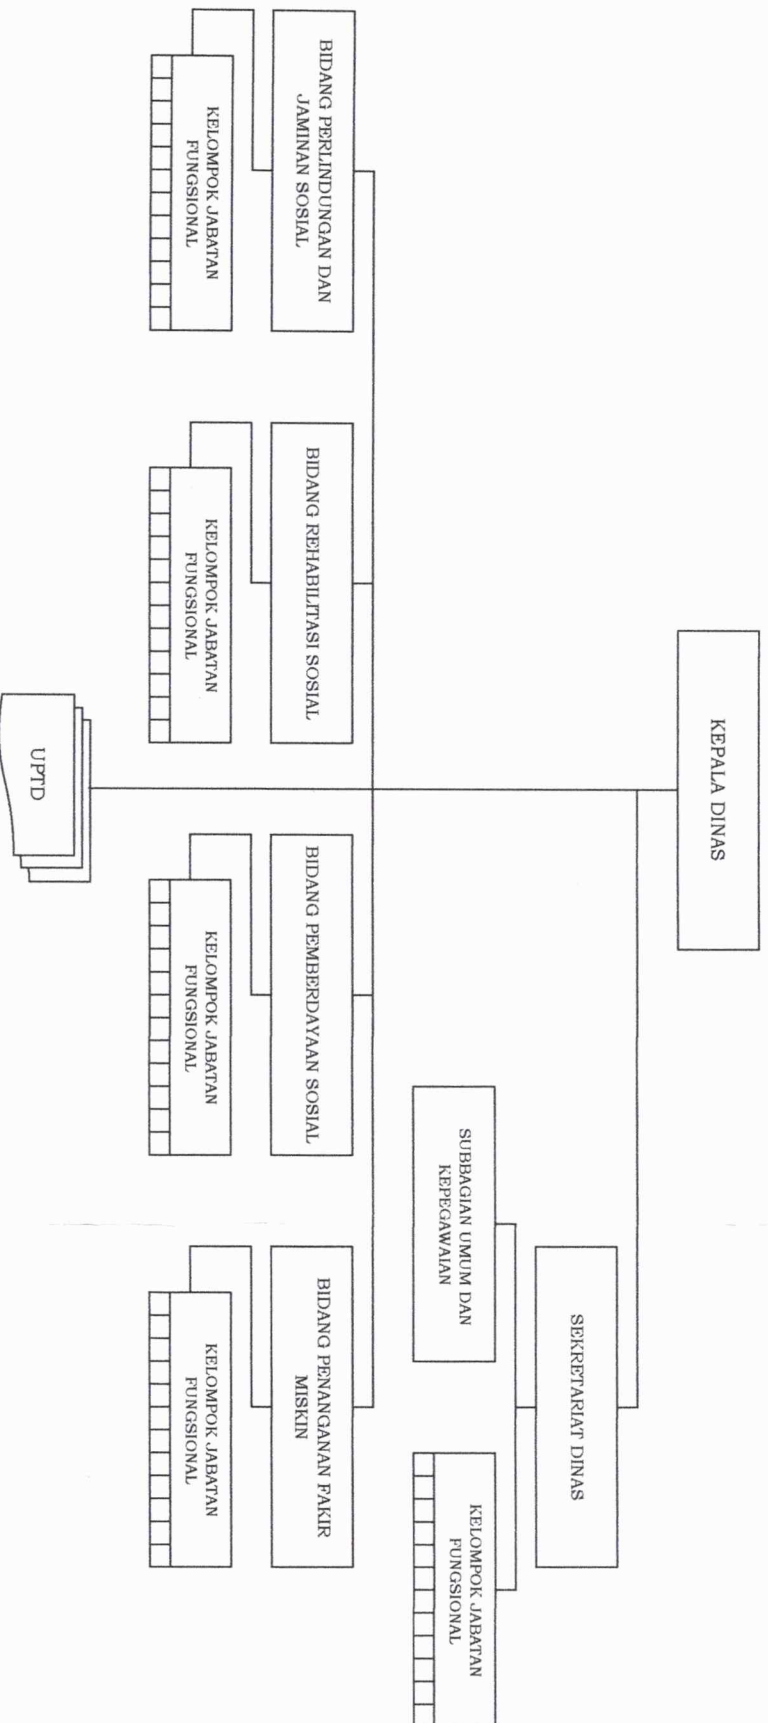 KEPALA DINAS
SEKRETARIAT DINAS
SUBBAGIAN UMUM DAN
KEPEGAWAIAN
KELOMPOK JABATAN
FUNGSIONAL
BIDANG PERLINDUNGAN DAN
JAMINAN SOSIAL
BIDANG REHABILITASI SOSIAL
BIDANG PEMBERDAYAAN SOSIAL
BIDANG PENANGANAN FAKIR
MISKIN
KELOMPOK JABATAN
FUNGSIONAL
KELOMPOK JABATAN
FUNGSIONAL
KELOMPOK JABATAN
FUNGSIONAL
KELOMPOK JABATAN
FUNGSIONAL
UPTD